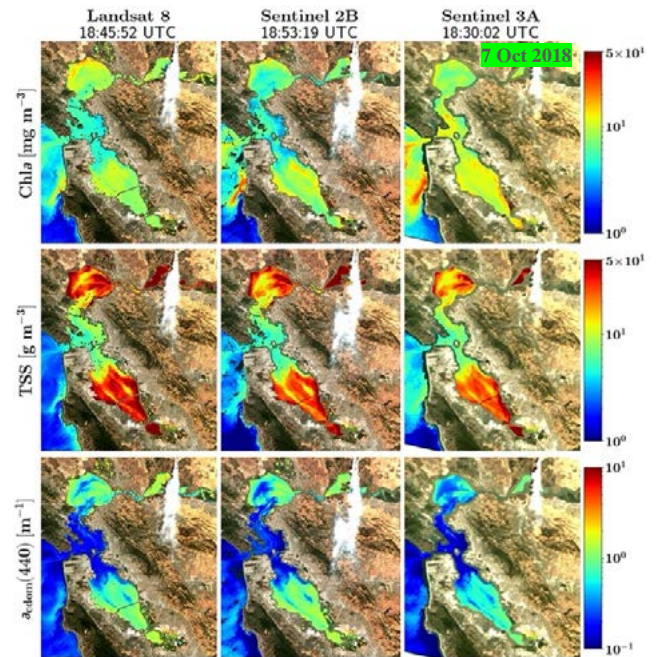 Landsat 8
18:45:52 UTC
Sentinel 2B
18:53:19 UTC
Sentinel 3A
18:30:02 UTC
7 Oct 2018
Chla [mg m⁻³]
5×10¹
10¹
10⁰
TSS [g m⁻³]
5×10¹
10¹
10⁰
a_cdom(440) [m⁻¹]
10¹
10⁰
10⁻¹